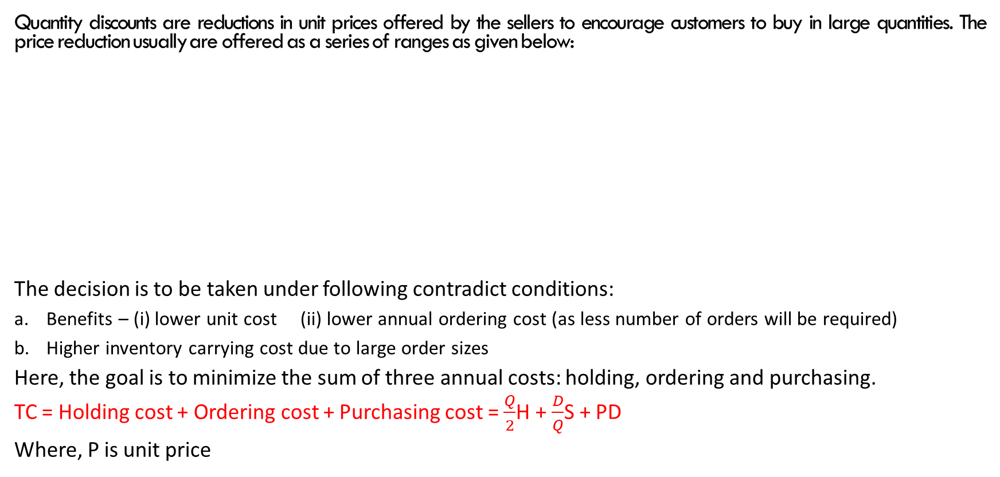 Quantity discounts are reductions in unit prices offered by the sellers to encourage customers to buy in large quantities. The
price reduction usually are offered as a series of ranges as given below:
The decision is to be taken under following contradict conditions:
a. Benefits – (i) lower unit cost (ii) lower annual ordering cost (as less number of orders will be required)
b. Higher inventory carrying cost due to large order sizes
Here, the goal is to minimize the sum of three annual costs: holding, ordering and purchasing.
TC = Holding cost + Ordering cost + Purchasing cost = Q/2 H + D/Q S + PD
Where, P is unit price